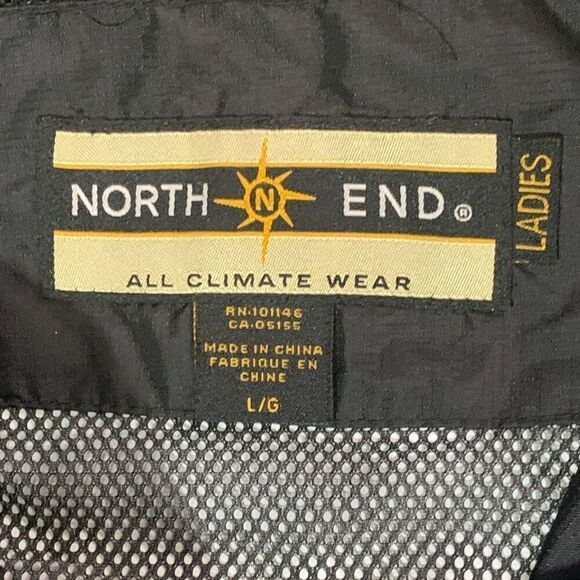 NORTH N END ®
LADIES
ALL CLIMATE WEAR
RN·101146
CA·05155
MADE IN CHINA
FABRIQUE EN
CHINE
L/G